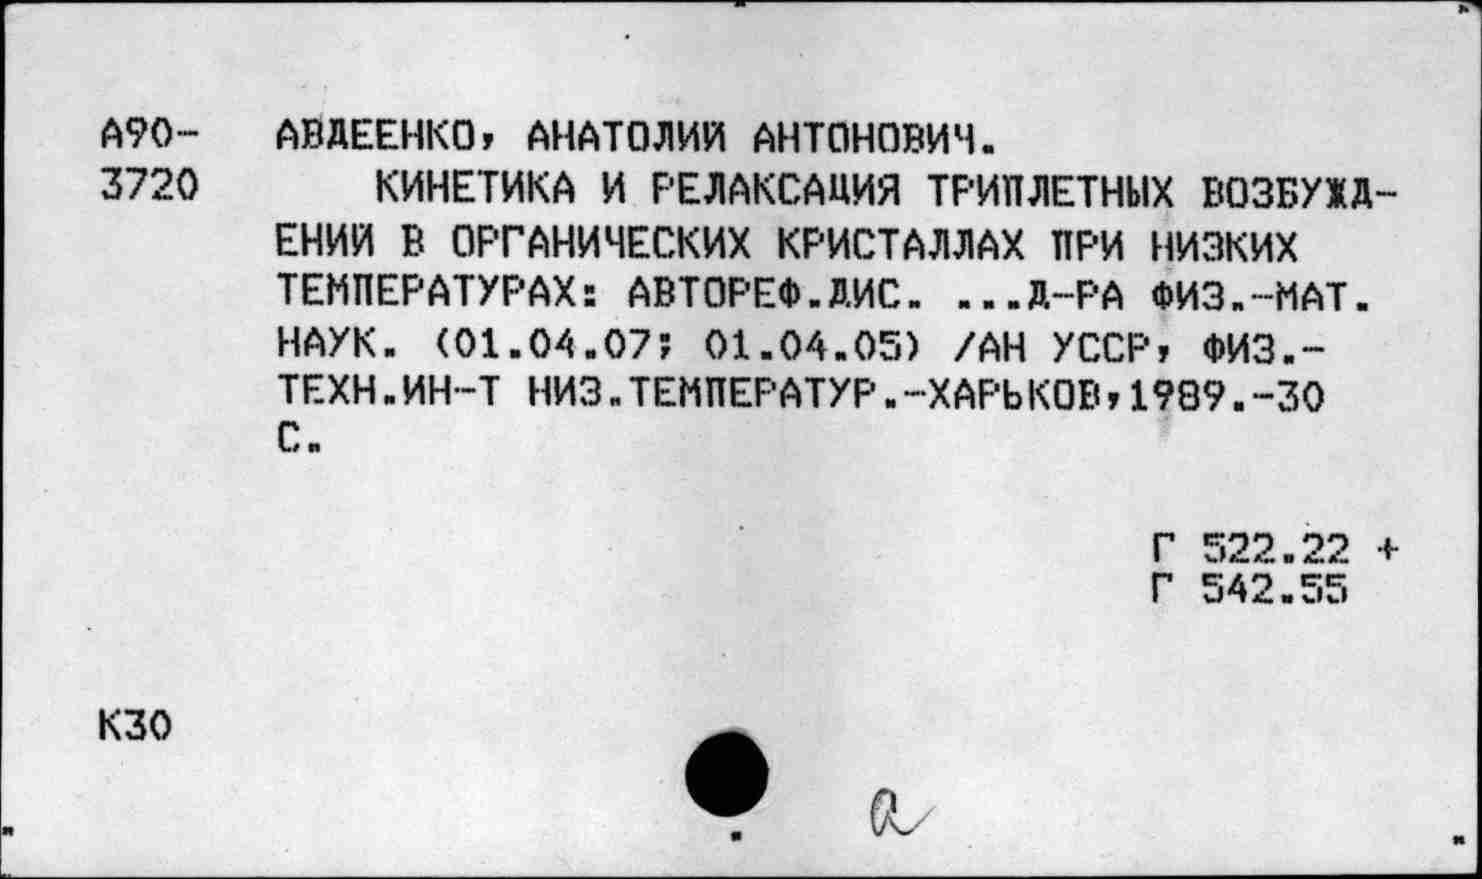 А90- АВДЕЕНКО, АНАТОЛИЙ АНТОНОВИЧ.
3720 КИНЕТИКА И РЕЛАКСАЦИЯ ТРИПЛЕТНЫХ ВОЗБУЖД-
ЕНИЙ В ОРГАНИЧЕСКИХ КРИСТАЛЛАХ ПРИ НИЗКИХ
ТЕМПЕРАТУРАХ: АВТОРЕФ.ДИС. ...Д-РА ФИЗ.-МАТ.
НАУК. (01.04.07; 01.04.05) /АН УССР, ФИЗ.-
ТЕХН.ИН-Т НИЗ.ТЕМПЕРАТУР.-ХАРЬКОВ,1989.-30
С.
Г 522.22 +
Г 542.55
К30
а